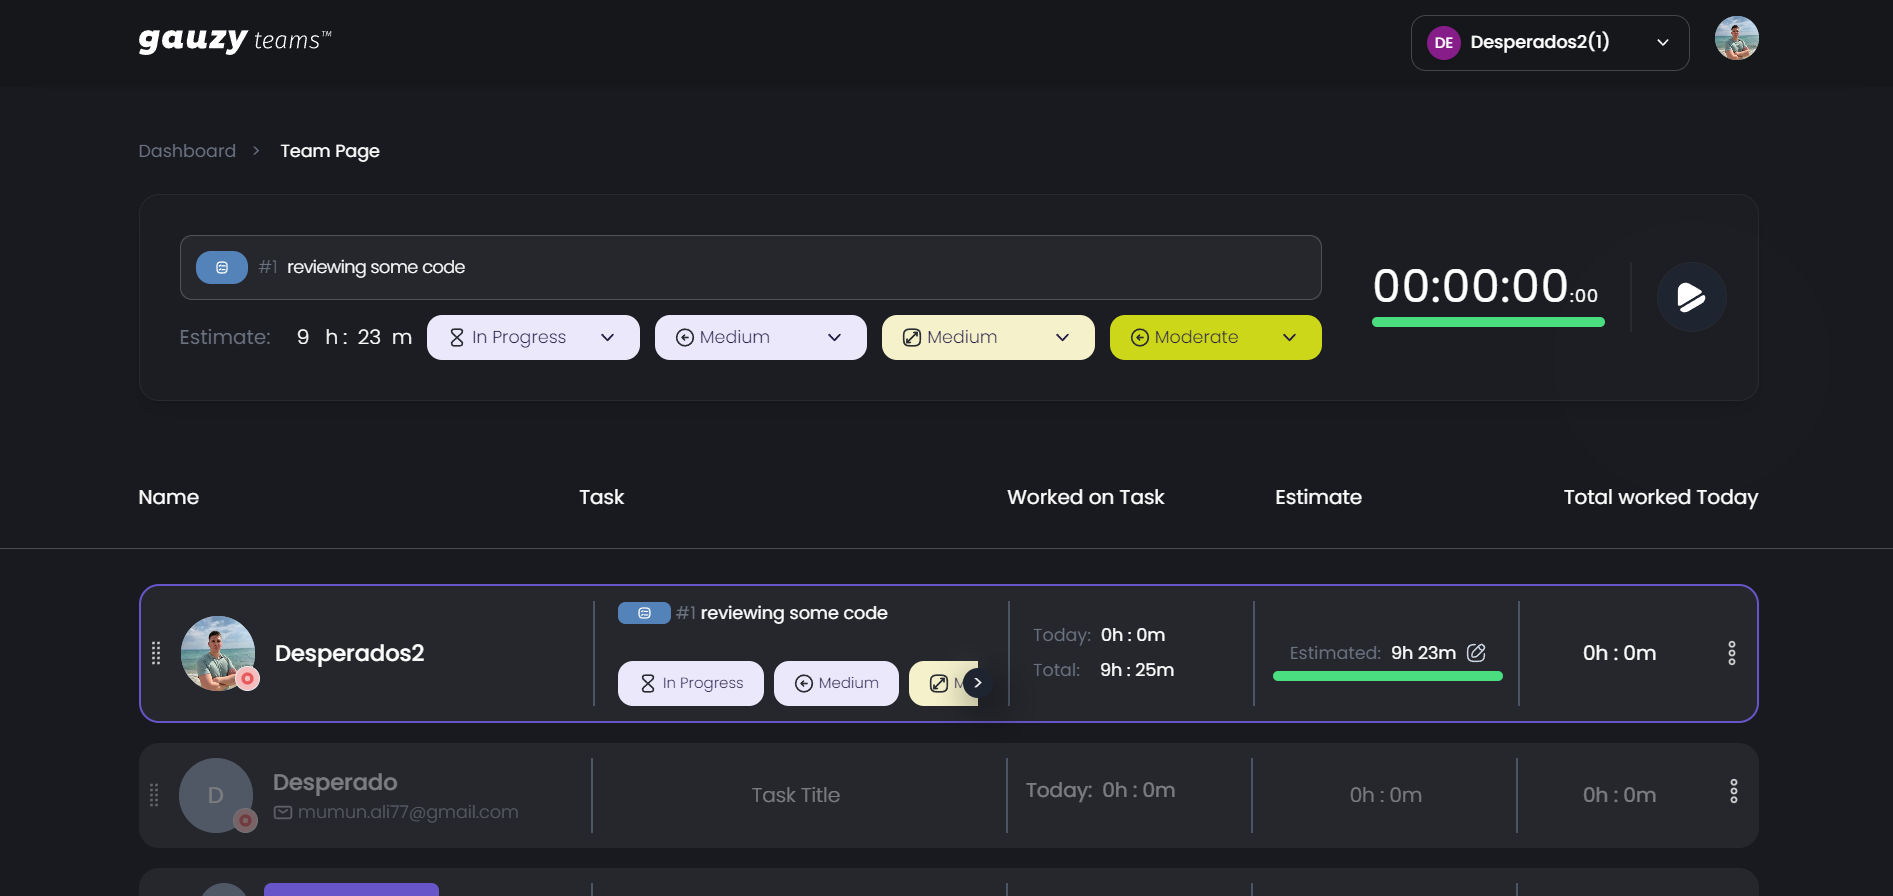 gauzy teams™
DE Desperados2(1)
Dashboard > Team Page
#1 reviewing some code
00:00:00:00
Estimate: 9 h : 23 m In Progress Medium Medium Moderate
Name Task Worked on Task Estimate Total worked Today
#1 reviewing some code
Desperados2
In Progress Medium
Today: 0h : 0m
Total: 9h : 25m
Estimated: 9h 23m
0h : 0m
D
Desperado
mumun.ali77@gmail.com
Task Title
Today: 0h : 0m
0h : 0m
0h : 0m